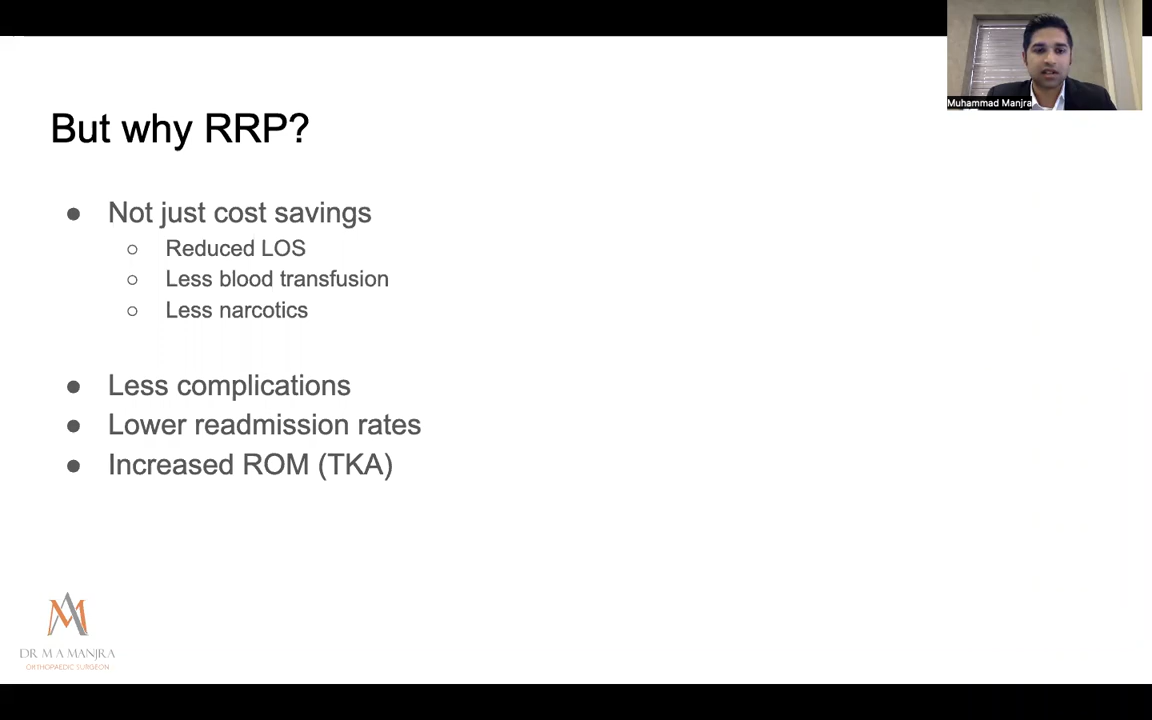 Muhammad Manjra
But why RRP?
● Not just cost savings
○ Reduced LOS
○ Less blood transfusion
○ Less narcotics
● Less complications
● Lower readmission rates
● Increased ROM (TKA)
DR M A MANJRA
ORTHOPAEDIC SURGEON